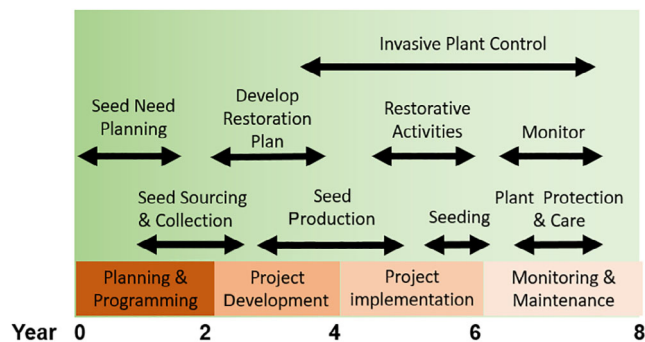 Invasive Plant Control
Seed Need
Planning
Develop
Restoration
Plan
Restorative
Activities
Monitor
Seed Sourcing
& Collection
Seed
Production
Seeding
Plant Protection
& Care
Planning &
Programming
Project
Development
Project
implementation
Monitoring &
Maintenance
Year 0 2 4 6 8